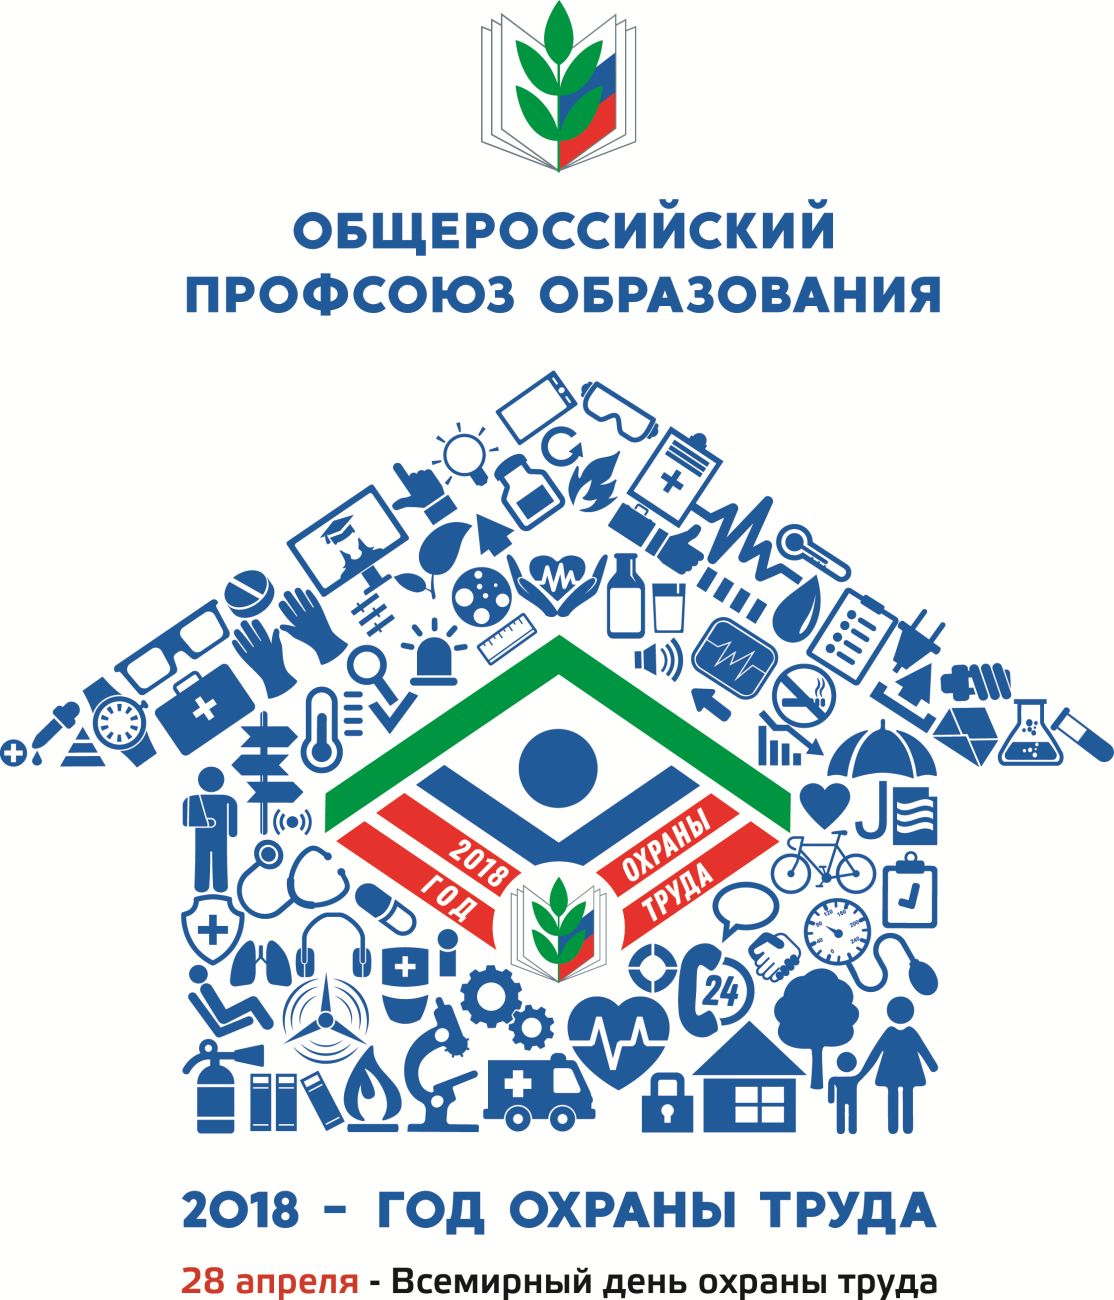 ОБЩЕРОССИЙСКИЙ
ПРОФСОЮЗ ОБРАЗОВАНИЯ
2018
ГОД
ОХРАНЫ
ТРУДА
24
2018 - ГОД ОХРАНЫ ТРУДА
28 апреля - Всемирный день охраны труда